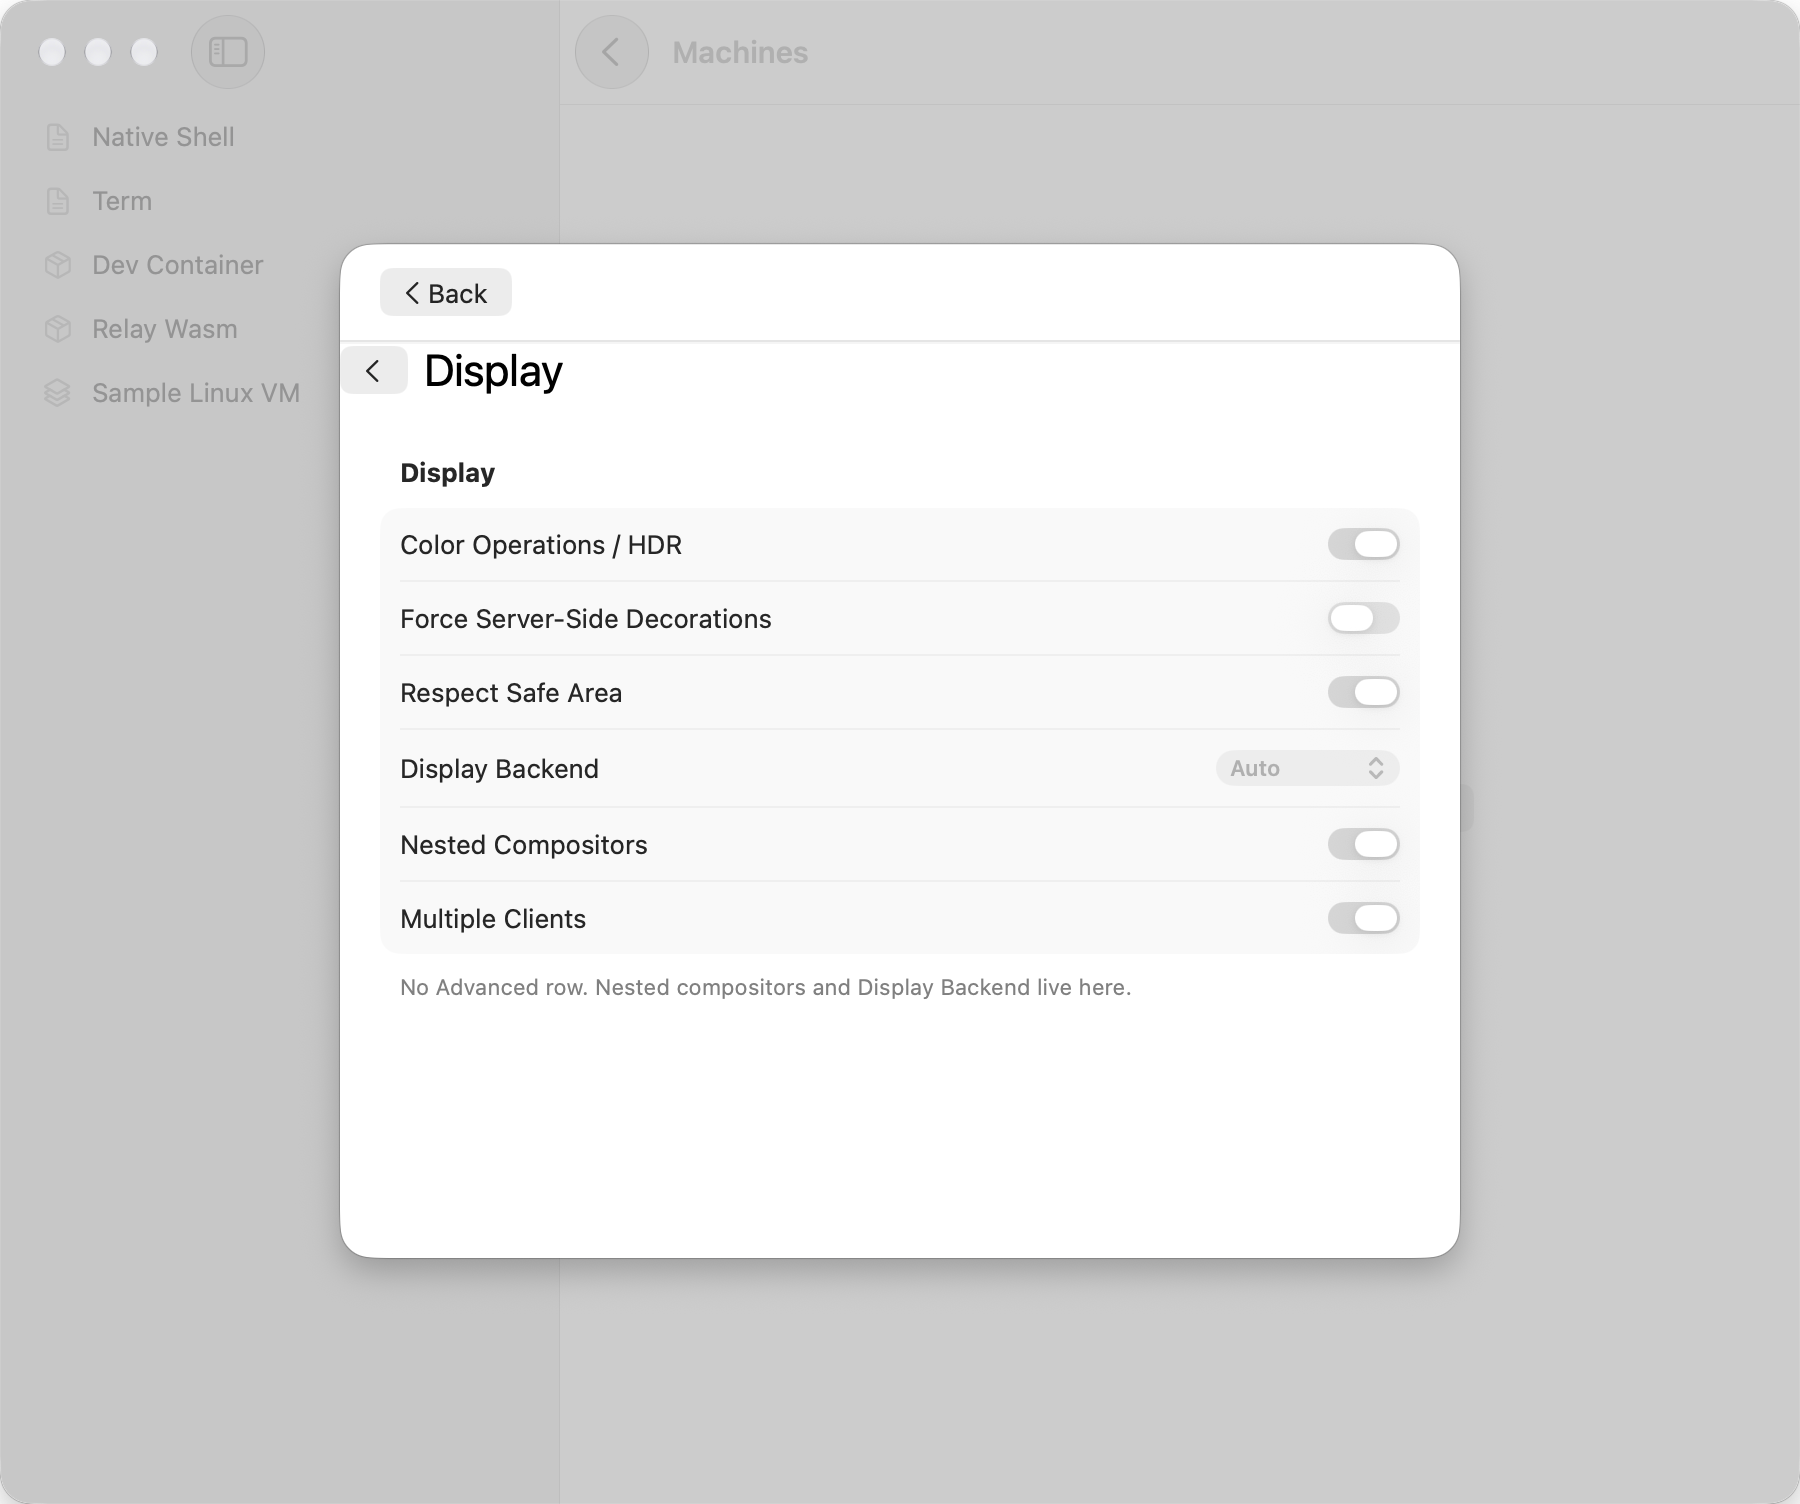 Machines
Native Shell
Term
Dev Container
Relay Wasm
Sample Linux VM
Back
Display
Display
Color Operations / HDR
Force Server-Side Decorations
Respect Safe Area
Display Backend
Auto
Nested Compositors
Multiple Clients
No Advanced row. Nested compositors and Display Backend live here.